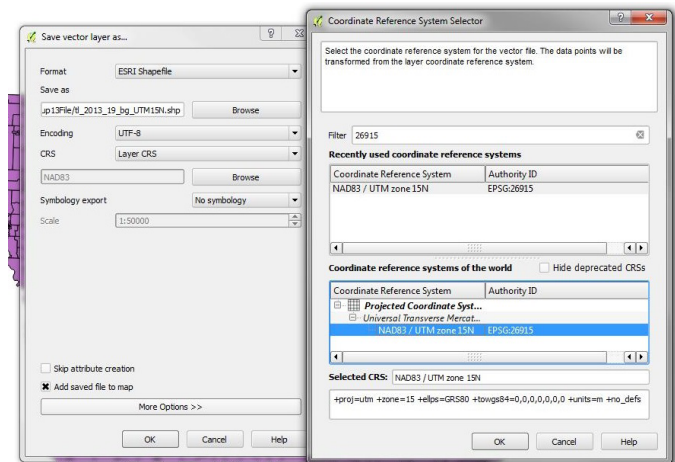 Save vector layer as...
Format ESRI Shapefile
Save as
up13File/tl_2013_19_bg_UTM15N.shp Browse
Encoding UTF-8
CRS Layer CRS
NAD83 Browse
Symbology export No symbology
Scale 1:50000
Skip attribute creation
Add saved file to map
More Options >>
OK Cancel Help
Coordinate Reference System Selector
Select the coordinate reference system for the vector file. The data points will be
transformed from the layer coordinate reference system.
Filter 26915
Recently used coordinate reference systems
Coordinate Reference System Authority ID
NAD83 / UTM zone 15N EPSG:26915
Coordinate reference systems of the world Hide deprecated CRSs
Coordinate Reference System Authority ID
Projected Coordinate Syst...
Universal Transverse Mercat...
NAD83 / UTM zone 15N EPSG:26915
Selected CRS: NAD83 / UTM zone 15N
+proj=utm +zone=15 +ellps=GRS80 +towgs84=0,0,0,0,0,0,0 +units=m +no_defs
OK Cancel Help